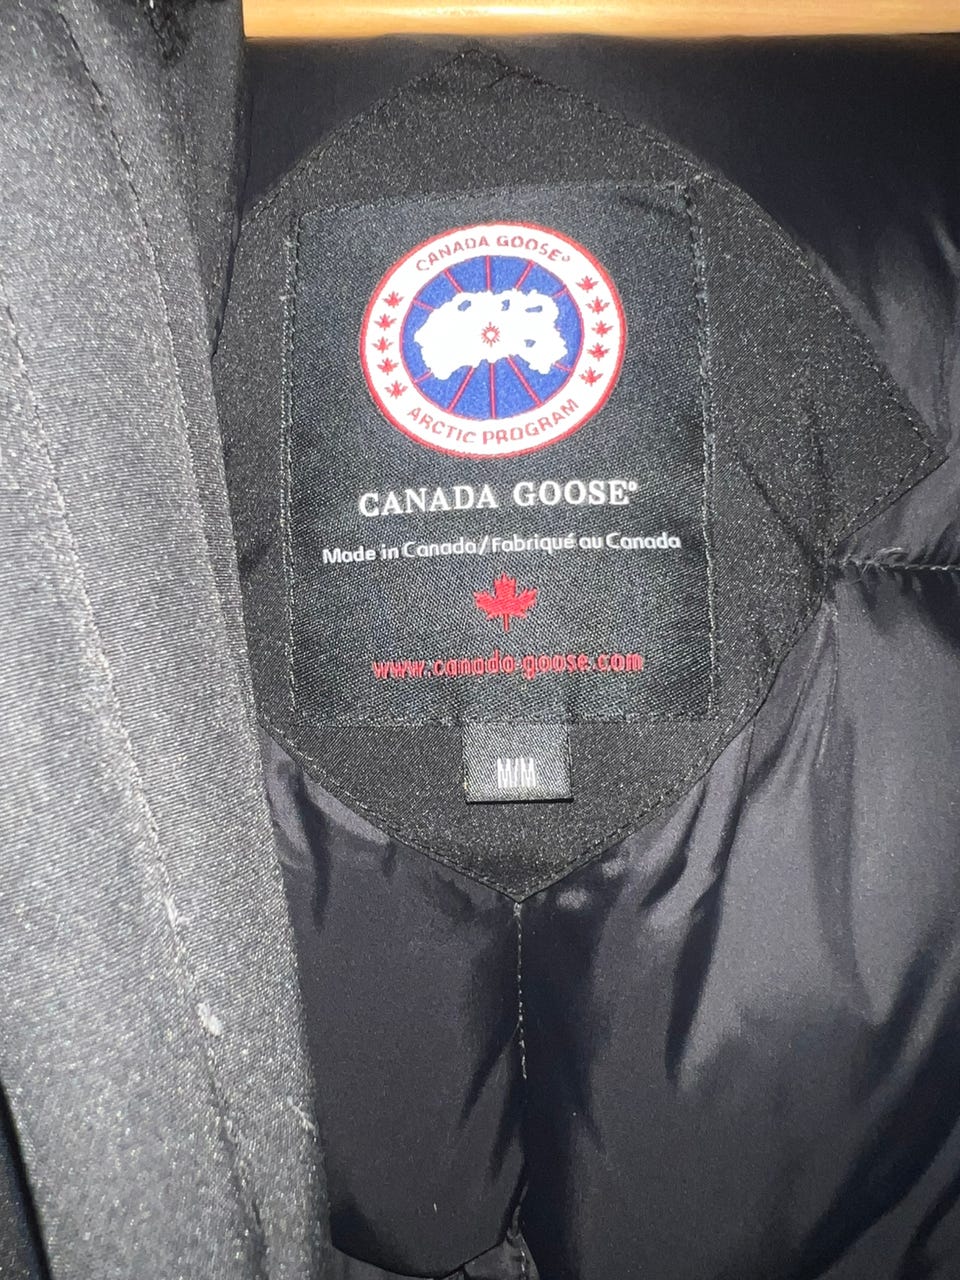 CANADA GOOSE®
ARCTIC PROGRAM
CANADA GOOSE®
Made in Canada/Fabriqué au Canada
www.canada-goose.com
M/M